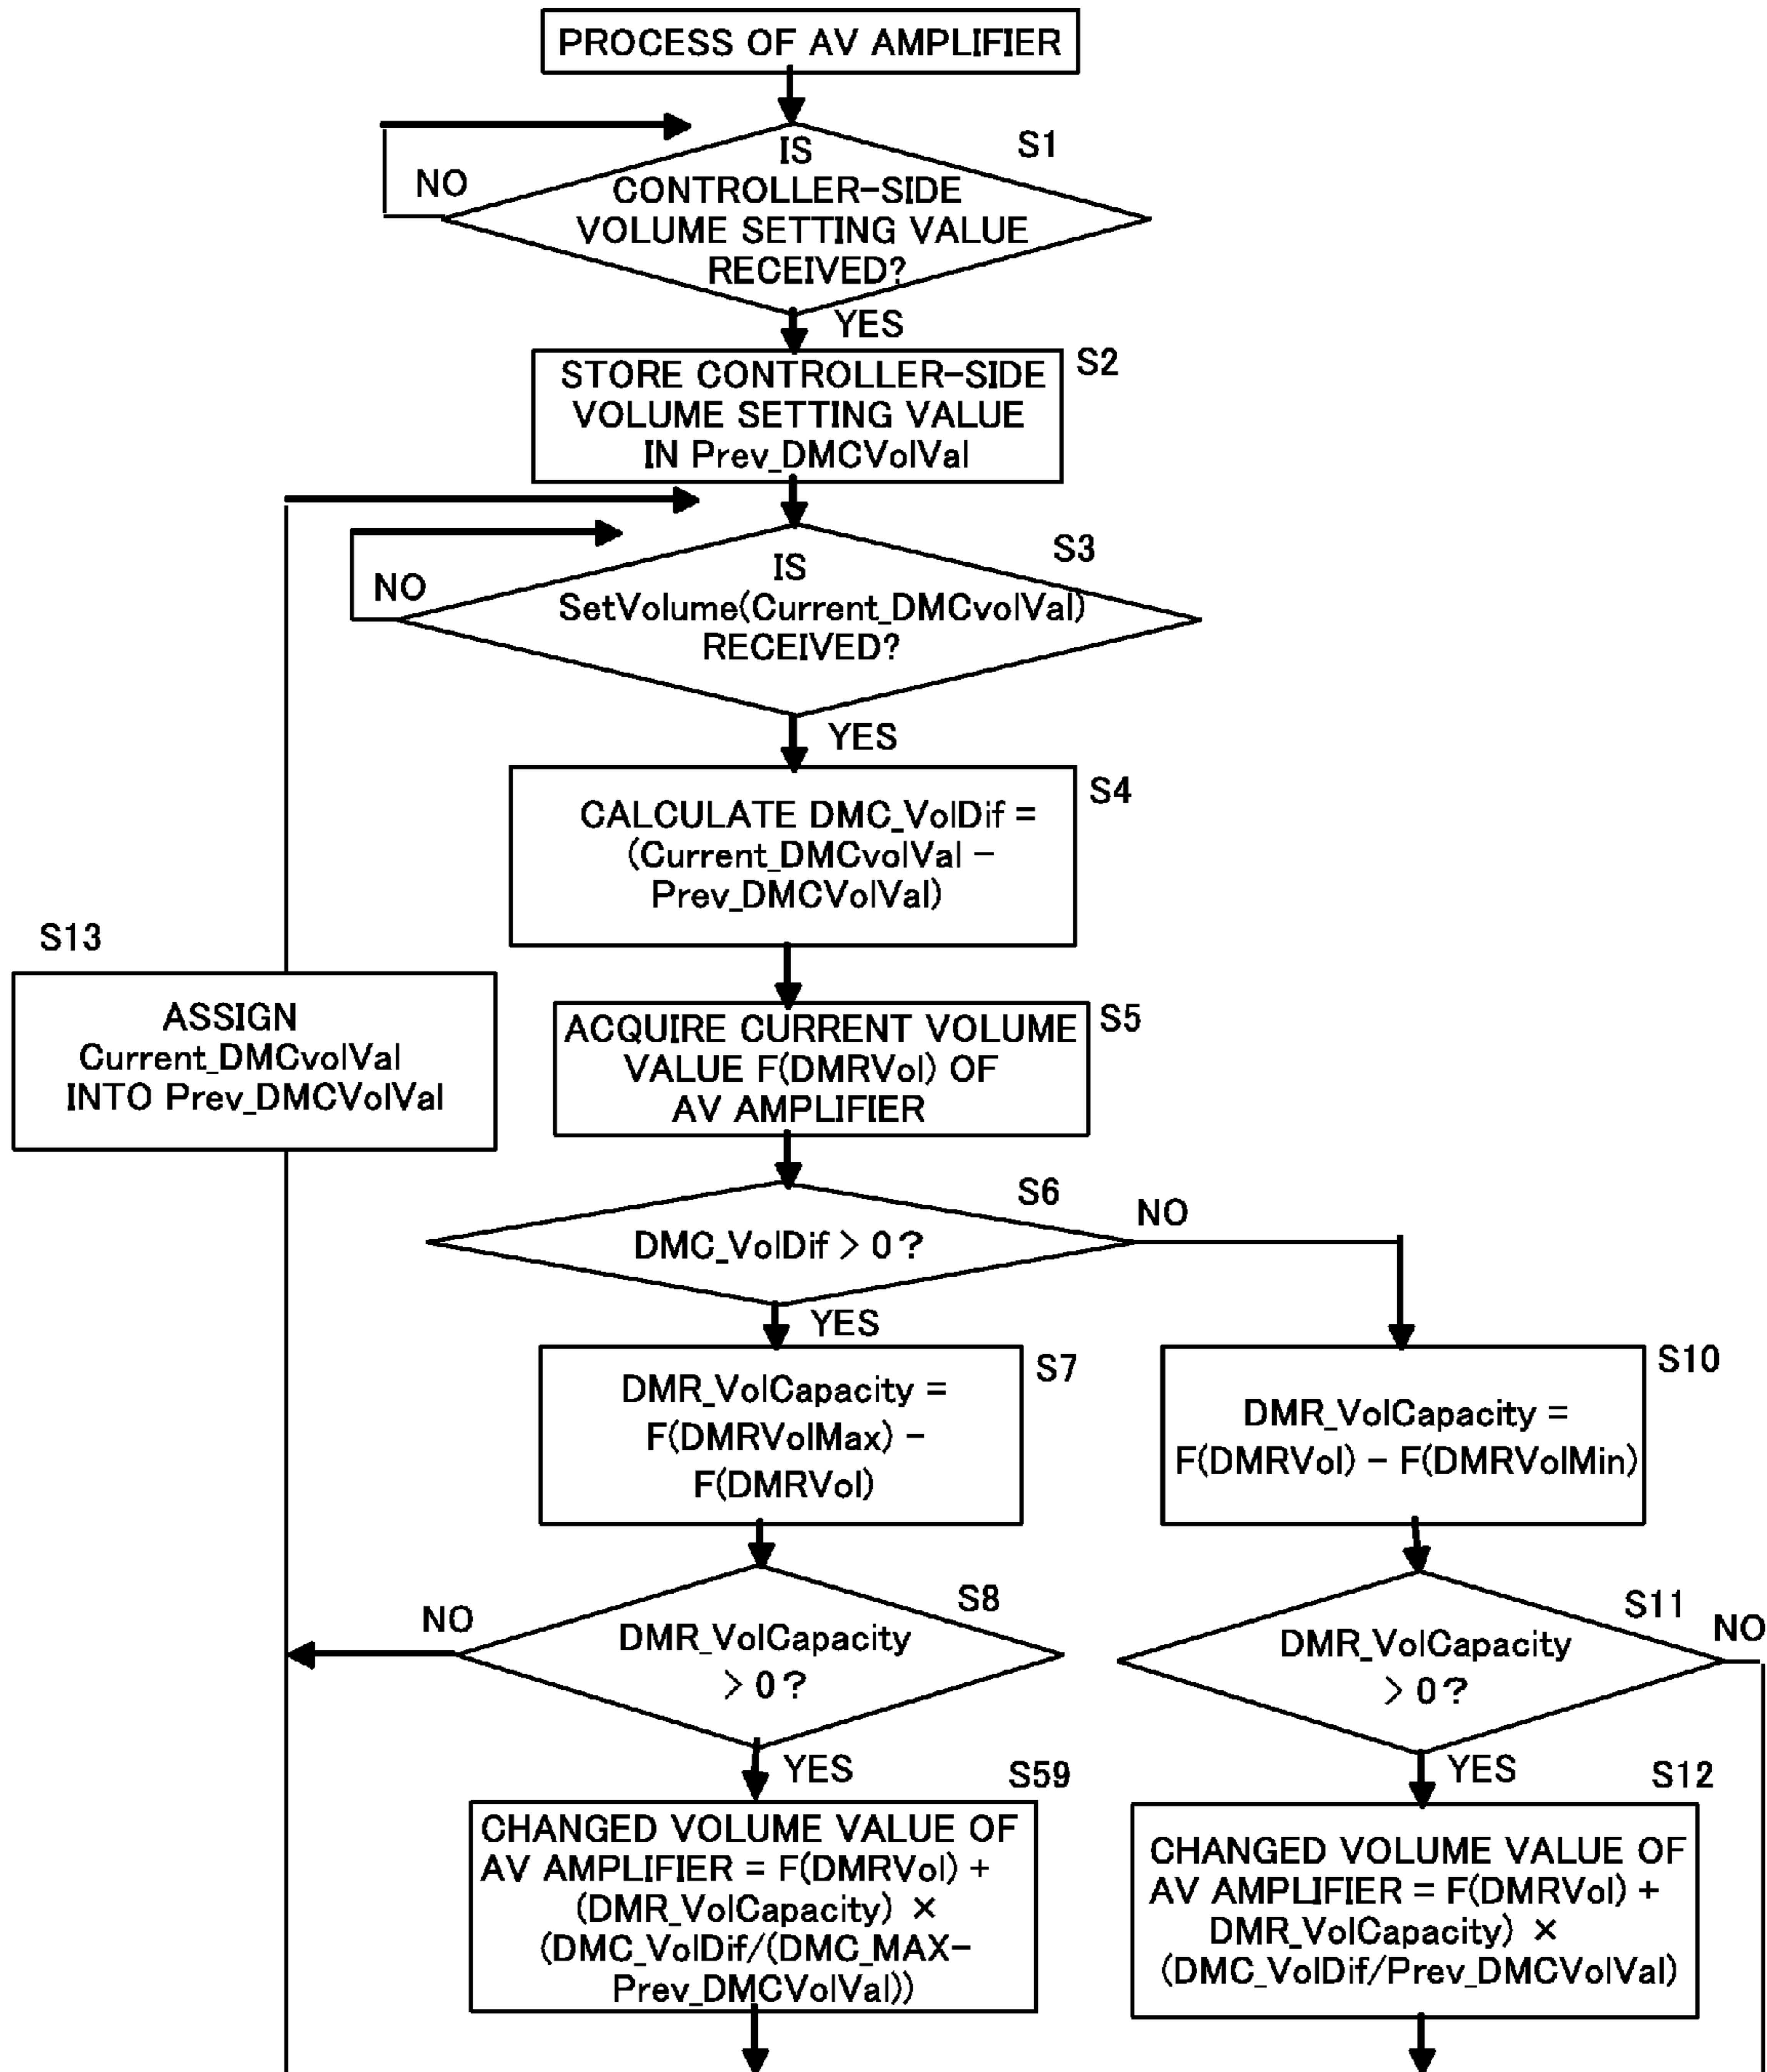 PROCESS OF AV AMPLIFIER
S1
IS
CONTROLLER-SIDE
VOLUME SETTING VALUE
RECEIVED?
NO
YES
S2
STORE CONTROLLER-SIDE
VOLUME SETTING VALUE
IN Prev_DMCVolVal
S3
IS
SetVolume(Current_DMCvolVal)
RECEIVED?
NO
YES
S4
CALCULATE DMC_VolDif =
(Current_DMCvolVal -
Prev_DMCVolVal)
S13
ASSIGN
Current_DMCvolVal
INTO Prev_DMCVolVal
S5
ACQUIRE CURRENT VOLUME
VALUE F(DMRVol) OF
AV AMPLIFIER
S6
DMC_VolDif > 0?
NO
YES
S7
DMR_VolCapacity =
F(DMRVolMax) -
F(DMRVol)
S10
DMR_VolCapacity =
F(DMRVol) - F(DMRVolMin)
S8
DMR_VolCapacity
> 0?
NO
YES
S11
DMR_VolCapacity
> 0?
NO
YES
S59
CHANGED VOLUME VALUE OF
AV AMPLIFIER = F(DMRVol) +
(DMR_VolCapacity) ×
(DMC_VolDif/(DMC_MAX-
Prev_DMCVolVal))
S12
CHANGED VOLUME VALUE OF
AV AMPLIFIER = F(DMRVol) +
DMR_VolCapacity) ×
(DMC_VolDif/Prev_DMCVolVal)